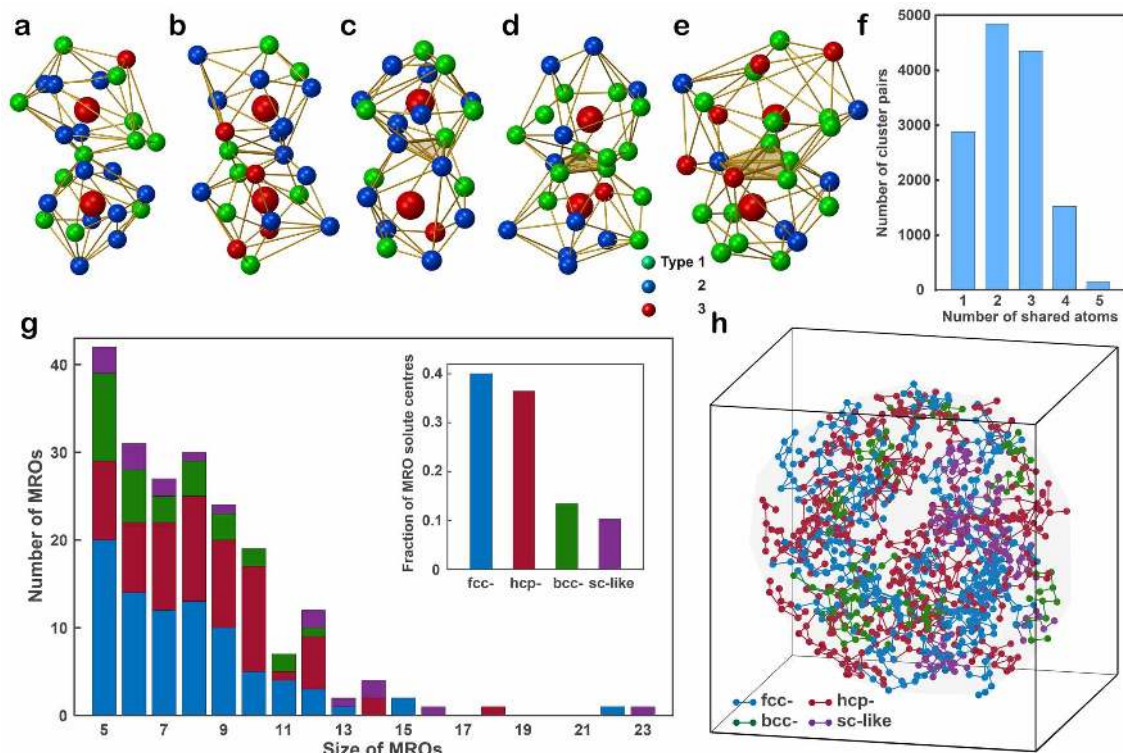 a
b
c
d
e
f
5000
4000
3000
2000
1000
0
Number of cluster pairs
1 2 3 4 5
Number of shared atoms
Type 1
2
3
g
40
30
20
10
0
Number of MROs
5 7 9 11 13 15 17 19 21 23
Size of MROs
0.4
0.2
0.1
0
Fraction of MRO solute centres
fcc- hcp- bcc- sc-like
h
fcc- hcp-
bcc- sc-like